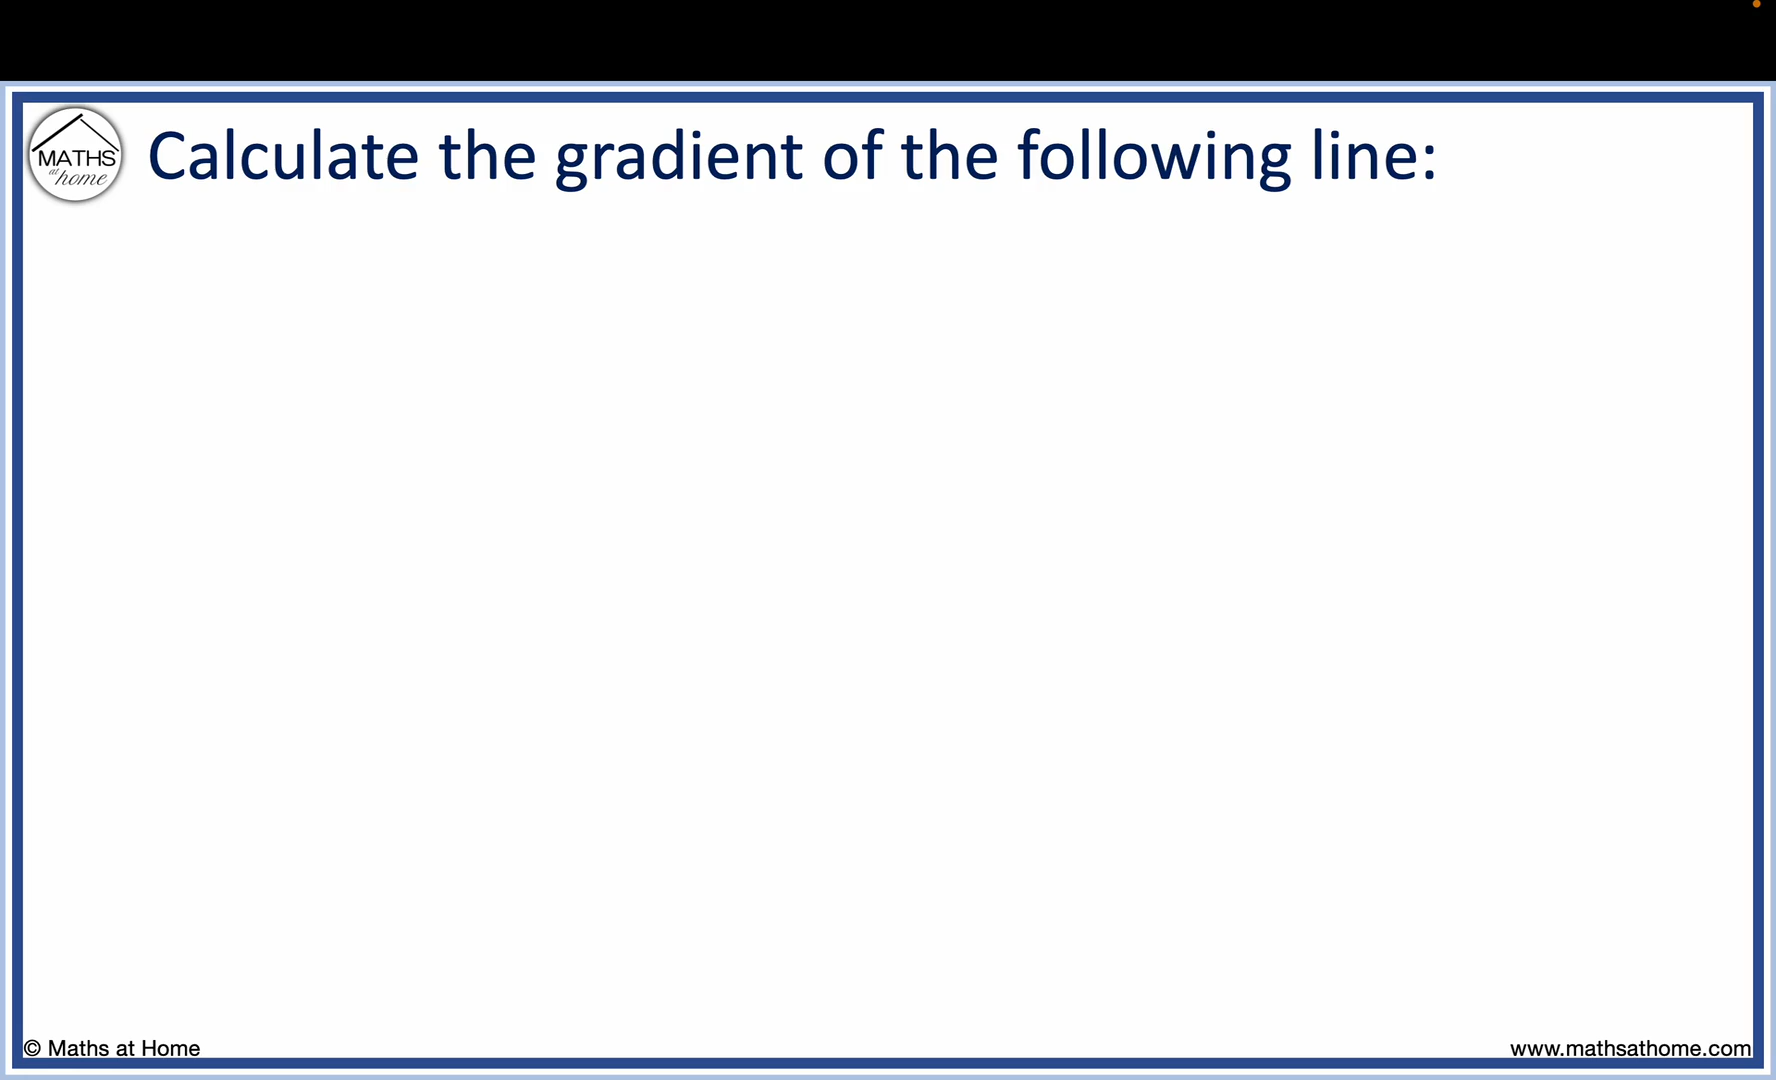 MATHS
at home
Calculate the gradient of the following line:
© Maths at Home
www.mathsathome.com